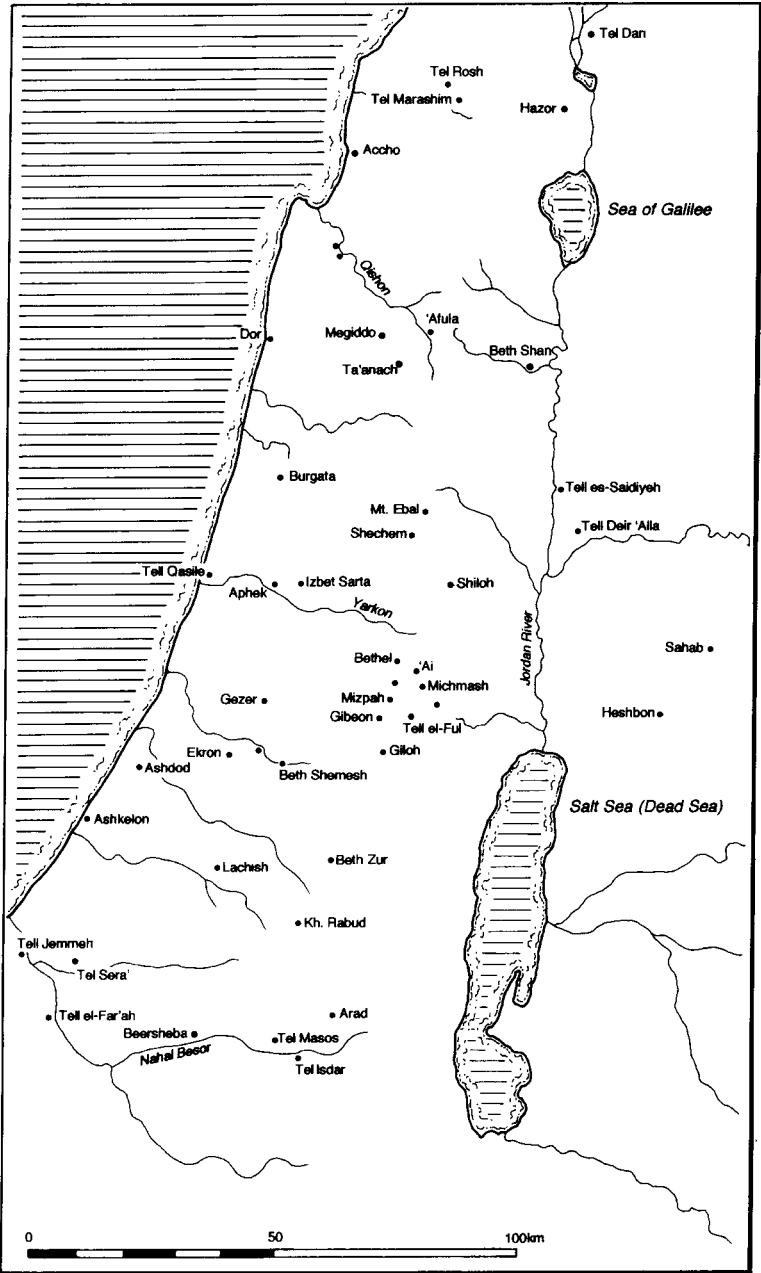 Tel Dan
Tel Rosh
Tel Marashim
Hazor
Accho
Sea of Galilee
Qishon
'Afula
Dor
Megiddo
Beth Shan
Ta'anach
Burgata
Tell es-Saidiyeh
Mt. Ebal
Tell Deir 'Alla
Shechem
Tell Qasile
Izbet Sarta
Aphek
Shiloh
Yarkon
Jordan River
Sahab
Bethel
'Ai
Michmash
Gezer
Mizpah
Heshbon
Gibeon
Tell el-Ful
Ekron
Giloh
Ashdod
Beth Shemesh
Salt Sea (Dead Sea)
Ashkelon
Beth Zur
Lachish
Kh. Rabud
Tell Jemmeh
Tel Sera'
Tell el-Far'ah
Arad
Beersheba
Tel Masos
Nahal Besor
Tel Isdar
0 50 100km